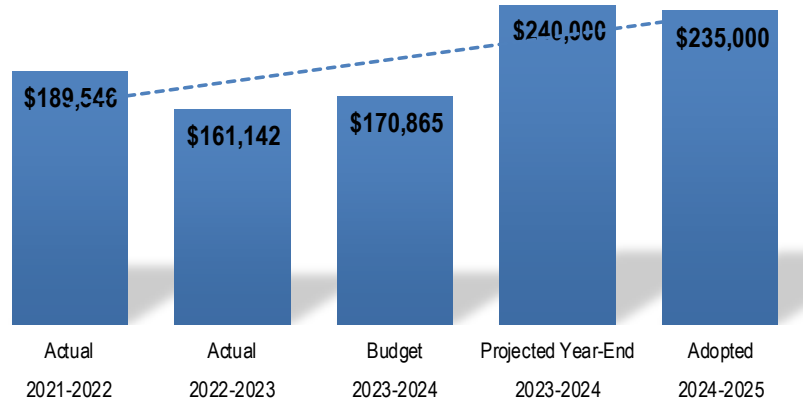 $189,546
$161,142
$170,865
$240,000
$235,000
Actual
2021-2022
Actual
2022-2023
Budget
2023-2024
Projected Year-End
2023-2024
Adopted
2024-2025